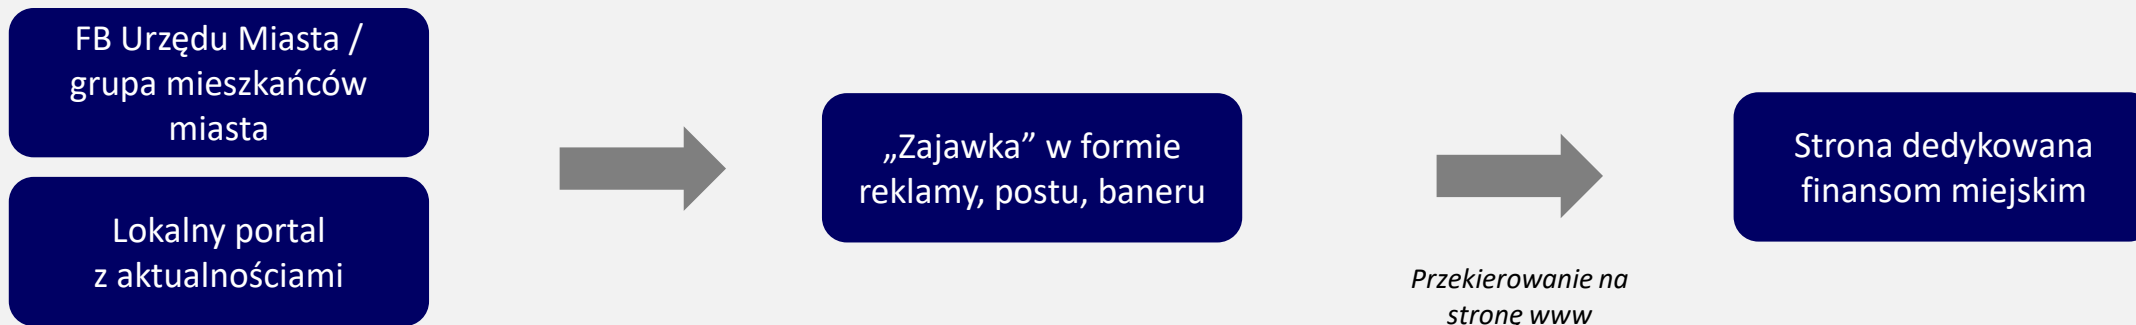 FB Urzędu Miasta /
grupa mieszkańców
miasta
Lokalny portal
z aktualnościami
„Zajawka” w formie
reklamy, postu, baneru
Przekierowanie na
stronę www
Strona dedykowana
finansom miejskim